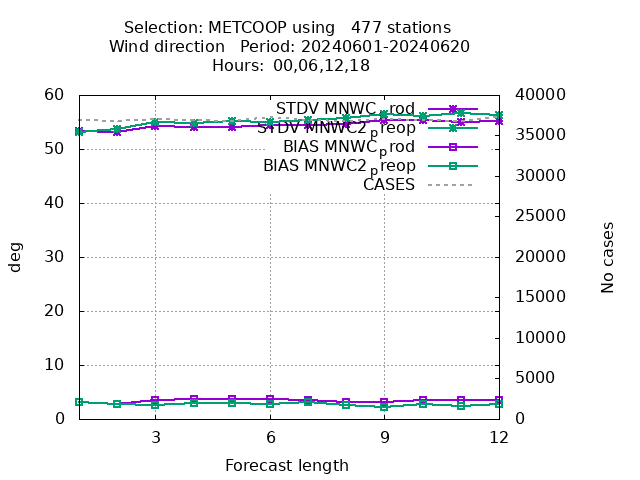 Selection: METCOOP using   477 stations
Wind direction   Period: 20240601-20240620
Hours:  00,06,12,18
60
50
40
30
20
10
0
40000
35000
30000
25000
20000
15000
10000
5000
0
3
6
9
12
deg
No cases
Forecast length
STDV MNWC_prod
STDV MNWC2_preop
BIAS MNWC_prod
BIAS MNWC2_preop
CASES